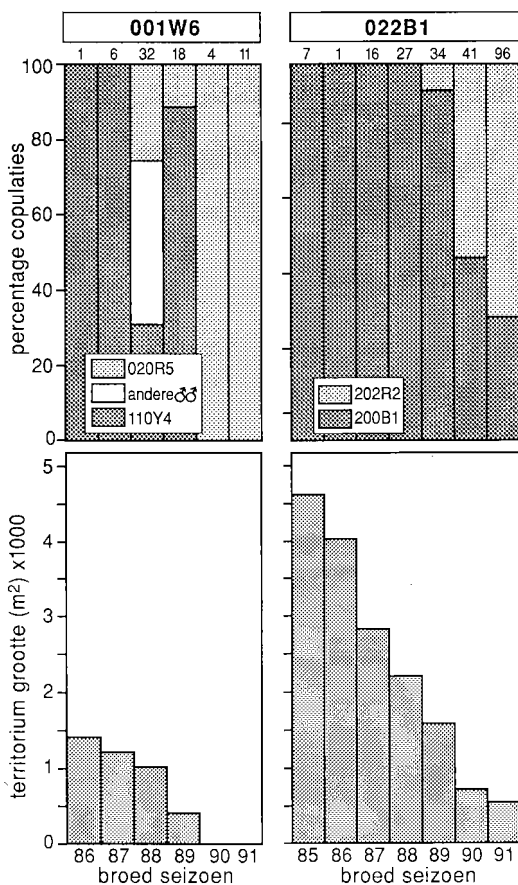 001W6
022B1
1 6 32 18 4 11
7 1 16 27 34 41 96
percentage copulaties
100
80
60
40
20
0
020R5
andere ♂♂
110Y4
202R2
200B1
territorium grootte (m²) x1000
5
4
3
2
1
0
86 87 88 89 90 91
85 86 87 88 89 90 91
broed seizoen
broed seizoen